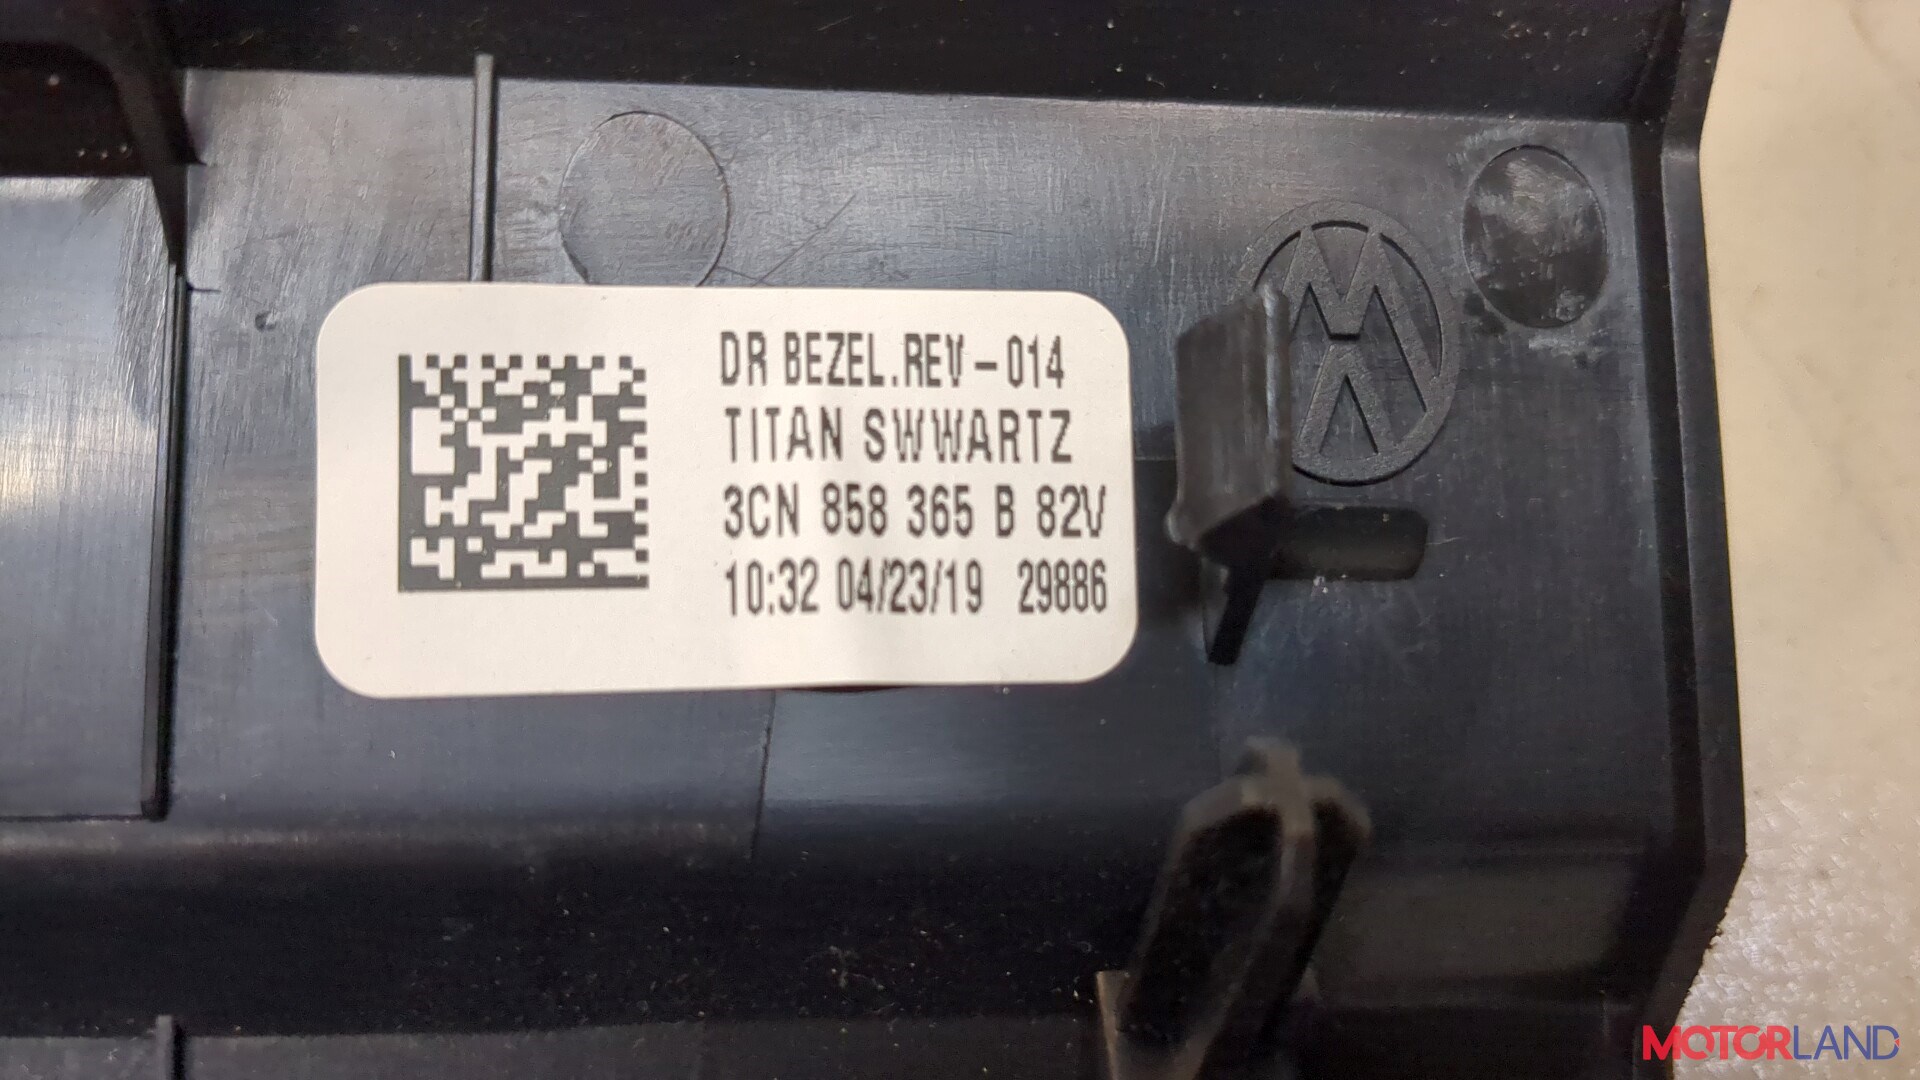 DR BEZEL.REV-014
TITAN SWWARTZ
3CN 858 365 B 82V
10:32 04/23/19 29886
MOTORLAND